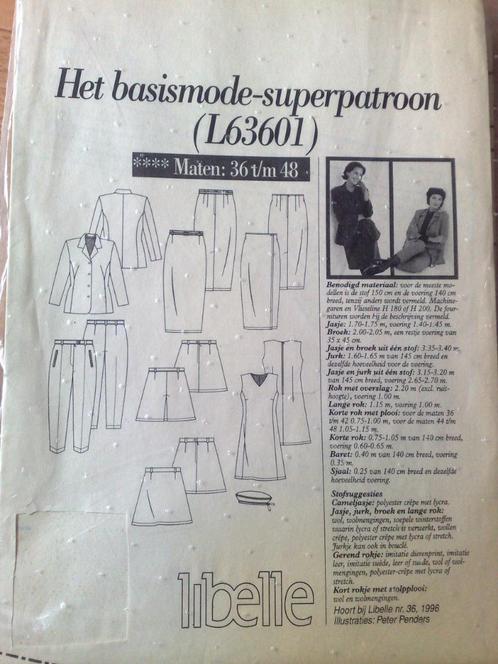 Het basismode-superpatroon
(L63601)
**** Maten: 36 t/m 48
Benodigd materiaal: voor de meeste mo-
dellen is de stof 150 cm en de voering 140 cm
breed, tenzij anders wordt vermeld. Machine-
garen en Vlieseline H 180 of H 200. De four-
nituren worden bij de beschrijving vermeld.
Jasje: 1.70-1.75 m, voering 1.40-1.45 m.
Broek: 2.00-2.05 m, een restje voering van
35 x 45 cm.
Jasje en broek uit één stof: 3.35-3.40 m.
Jurk: 1.60-1.65 m van 145 cm breed en
dezelfde hoeveelheid voor de voering.
Jasje en jurk uit één stof: 3.15-3.20 m
van 145 cm breed, voering 2.65-2.70 m.
Rok met overslag: 2.20 m (excl. ruit-
hoogte), voering 1.00 m.
Lange rok: 1.15 m, voering 1.00 m.
Korte rok met plooi: voor de maten 36
t/m 42 0.75-1.00 m, voor de maten 44 t/m
48 1.05-1.15 m.
Korte rok: 0.75-1.05 m van 140 cm breed,
voering 0.60-0.65 m.
Baret: 0.40 m van 140 cm breed, voering
0.35 m.
Sjaal: 0.25 van 140 cm breed en dezelfde
hoeveelheid voering.
Stofsuggesties
Cameljasje: polyester crêpe met lycra.
Jasje, jurk, broek en lange rok:
wol, wolmengingen, soepele winterstoffen
waarin lycra of stretch is verwerkt, wollen
crêpe, polyester crêpe met lycra of stretch.
Jurkje kan ook in bouclé.
Gerend rokje: imitatie dierenprint, imitatie
leer, imitatie suède, leer of suède, wol of wol-
mengingen, polyester-crêpe met lycra of
stretch.
Kort rokje met stolpplooi:
wol en wolmengingen.
Hoort bij Libelle nr. 36, 1996
Illustraties: Peter Penders
libelle